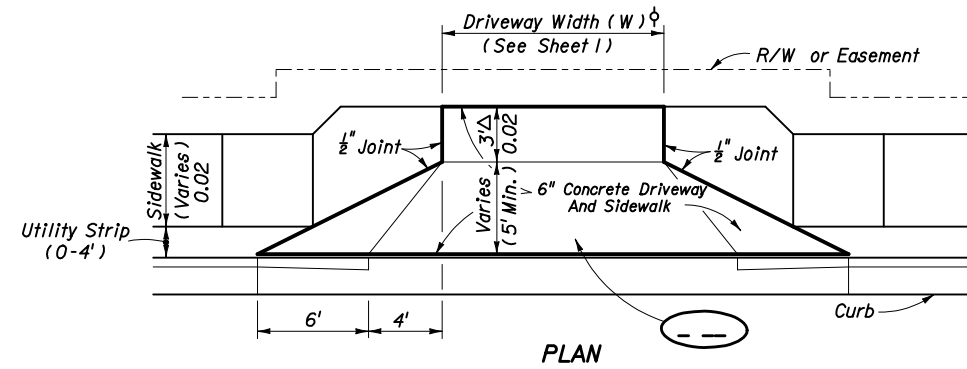 Driveway Width (W) ϕ
(See Sheet 1)
R/W or Easement
Sidewalk
(Varies)
0.02
½" Joint
3'Δ
0.02
½" Joint
Varies
(5' Min.)
6" Concrete Driveway
And Sidewalk
Utility Strip
(0-4')
6'
4'
Curb
PLAN